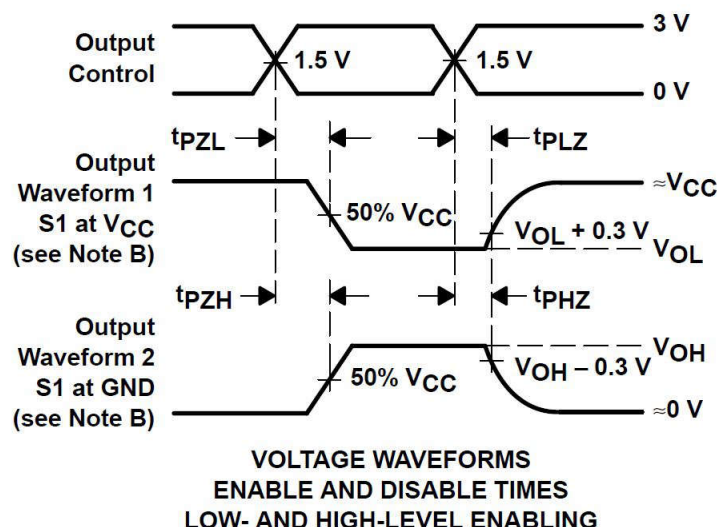 3 V
Output
Control
1.5 V
1.5 V
0 V
tPZL
tPLZ
Output
Waveform 1
S1 at VCC
(see Note B)
≈VCC
50% VCC
VOL + 0.3 V
VOL
tPZH
tPHZ
Output
Waveform 2
S1 at GND
(see Note B)
VOH
50% VCC
VOH – 0.3 V
≈0 V
VOLTAGE WAVEFORMS
ENABLE AND DISABLE TIMES
LOW- AND HIGH-LEVEL ENABLING